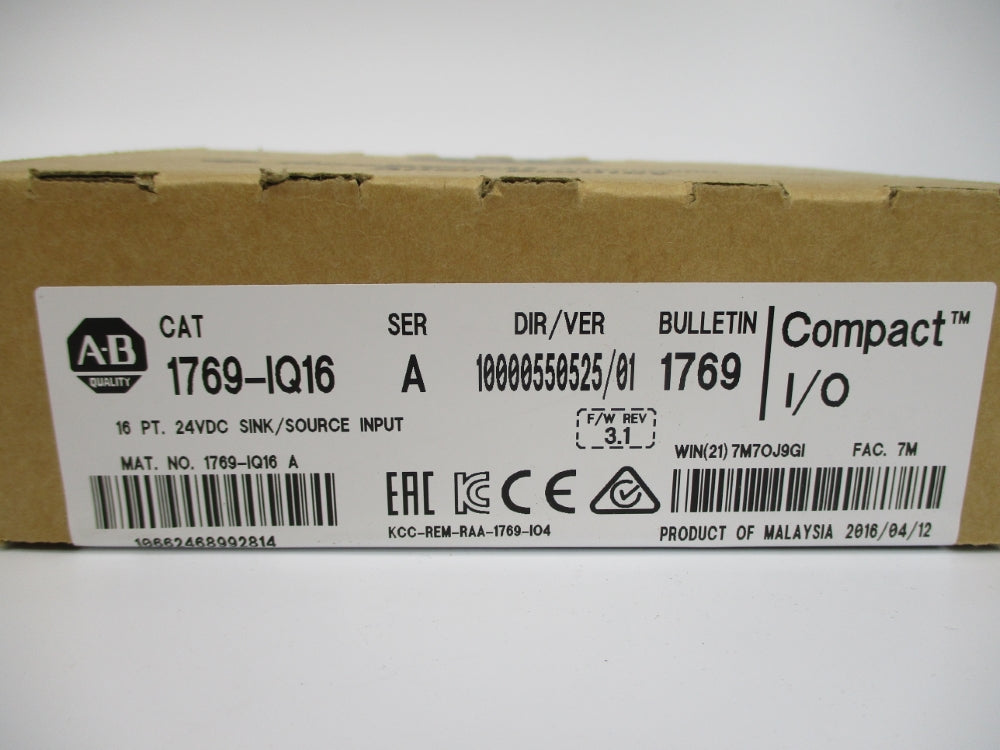 A-B
QUALITY
CAT
1769-IQ16
SER
A
DIR/VER
10000550525/01
BULLETIN
1769
Compact™
I/O
16 PT. 24VDC SINK/SOURCE INPUT
F/W REV
3.1
MAT. NO. 1769-IQ16 A
10662468992814
EAC KC CE
KCC-REM-RAA-1769-IO4
WIN(21) 7M7OJ9GI
FAC. 7M
PRODUCT OF MALAYSIA 2016/04/12